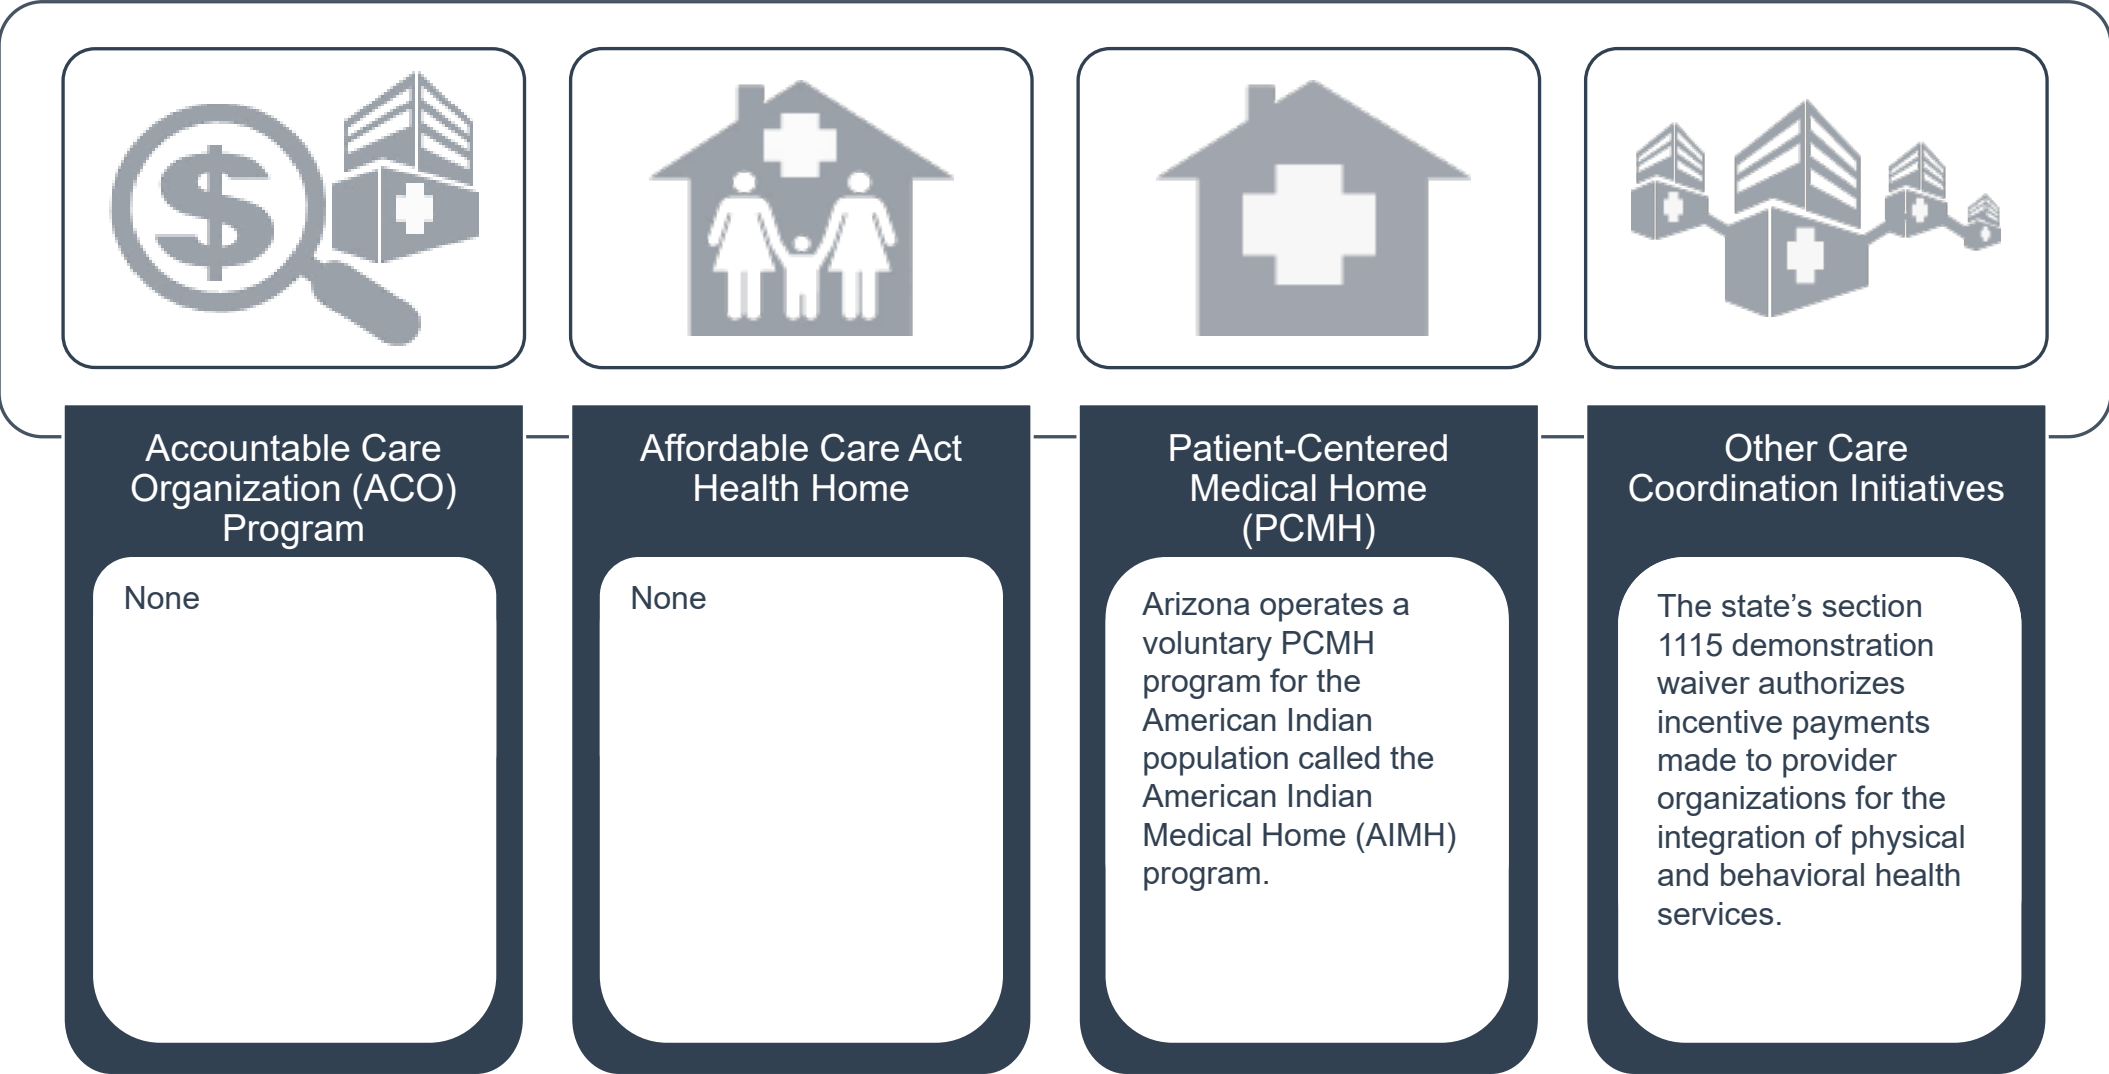 Accountable Care
Organization (ACO)
Program
None
Affordable Care Act
Health Home
None
Patient-Centered
Medical Home
(PCMH)
Arizona operates a
voluntary PCMH
program for the
American Indian
population called the
American Indian
Medical Home (AIMH)
program.
Other Care
Coordination Initiatives
The state’s section
1115 demonstration
waiver authorizes
incentive payments
made to provider
organizations for the
integration of physical
and behavioral health
services.